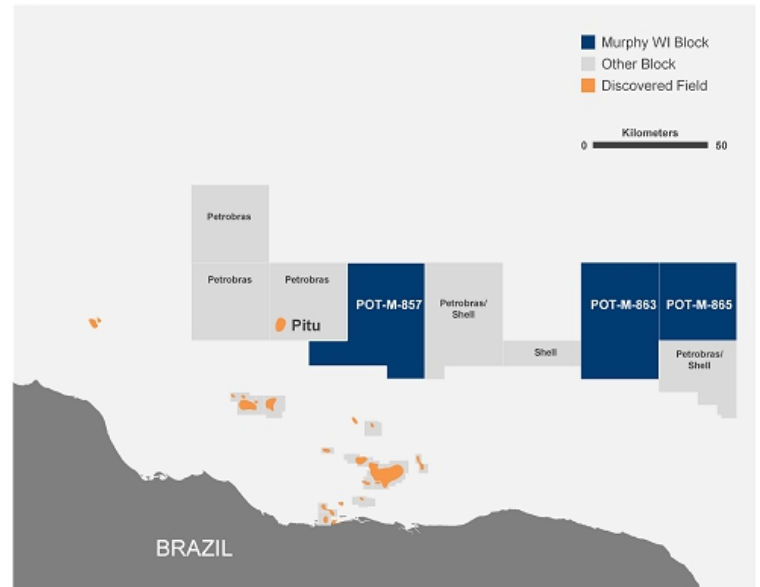 Murphy WI Block
Other Block
Discovered Field
Kilometers
0 50
Petrobras
Petrobras
Petrobras
Pitu
POT-M-857
Petrobras/
Shell
Shell
POT-M-863
POT-M-865
Petrobras/
Shell
BRAZIL